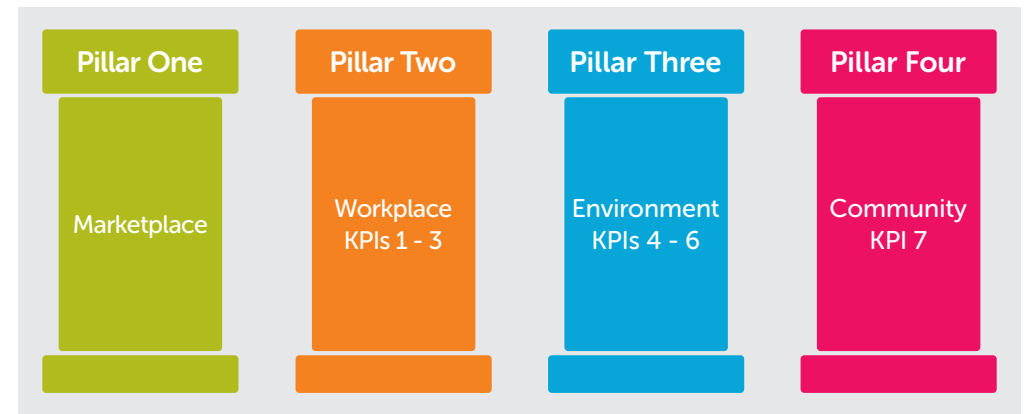 Pillar One
Marketplace
Pillar Two
Workplace
KPIs 1 - 3
Pillar Three
Environment
KPIs 4 - 6
Pillar Four
Community
KPI 7